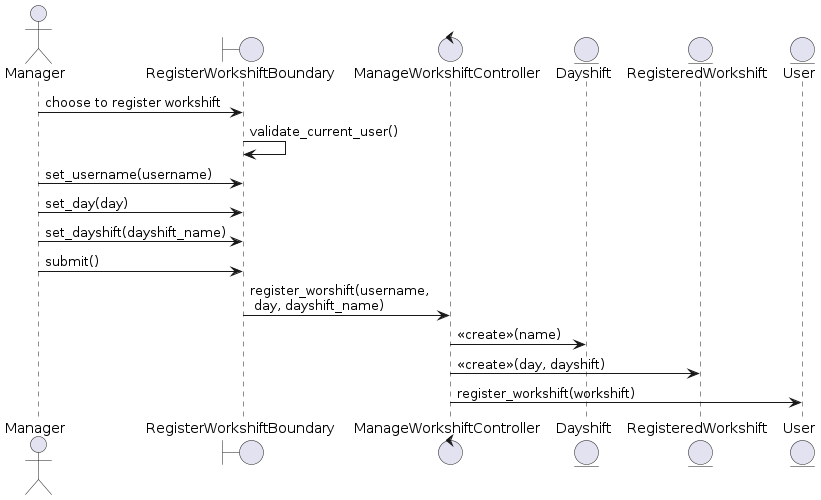 Manager
RegisterWorkshiftBoundary
ManageWorkshiftController
Dayshift
RegisteredWorkshift
User
choose to register workshift
validate_current_user()
set_username(username)
set_day(day)
set_dayshift(dayshift_name)
submit()
register_worshift(username,
day, dayshift_name)
«create»(name)
«create»(day, dayshift)
register_workshift(workshift)
Manager
RegisterWorkshiftBoundary
ManageWorkshiftController
Dayshift
RegisteredWorkshift
User